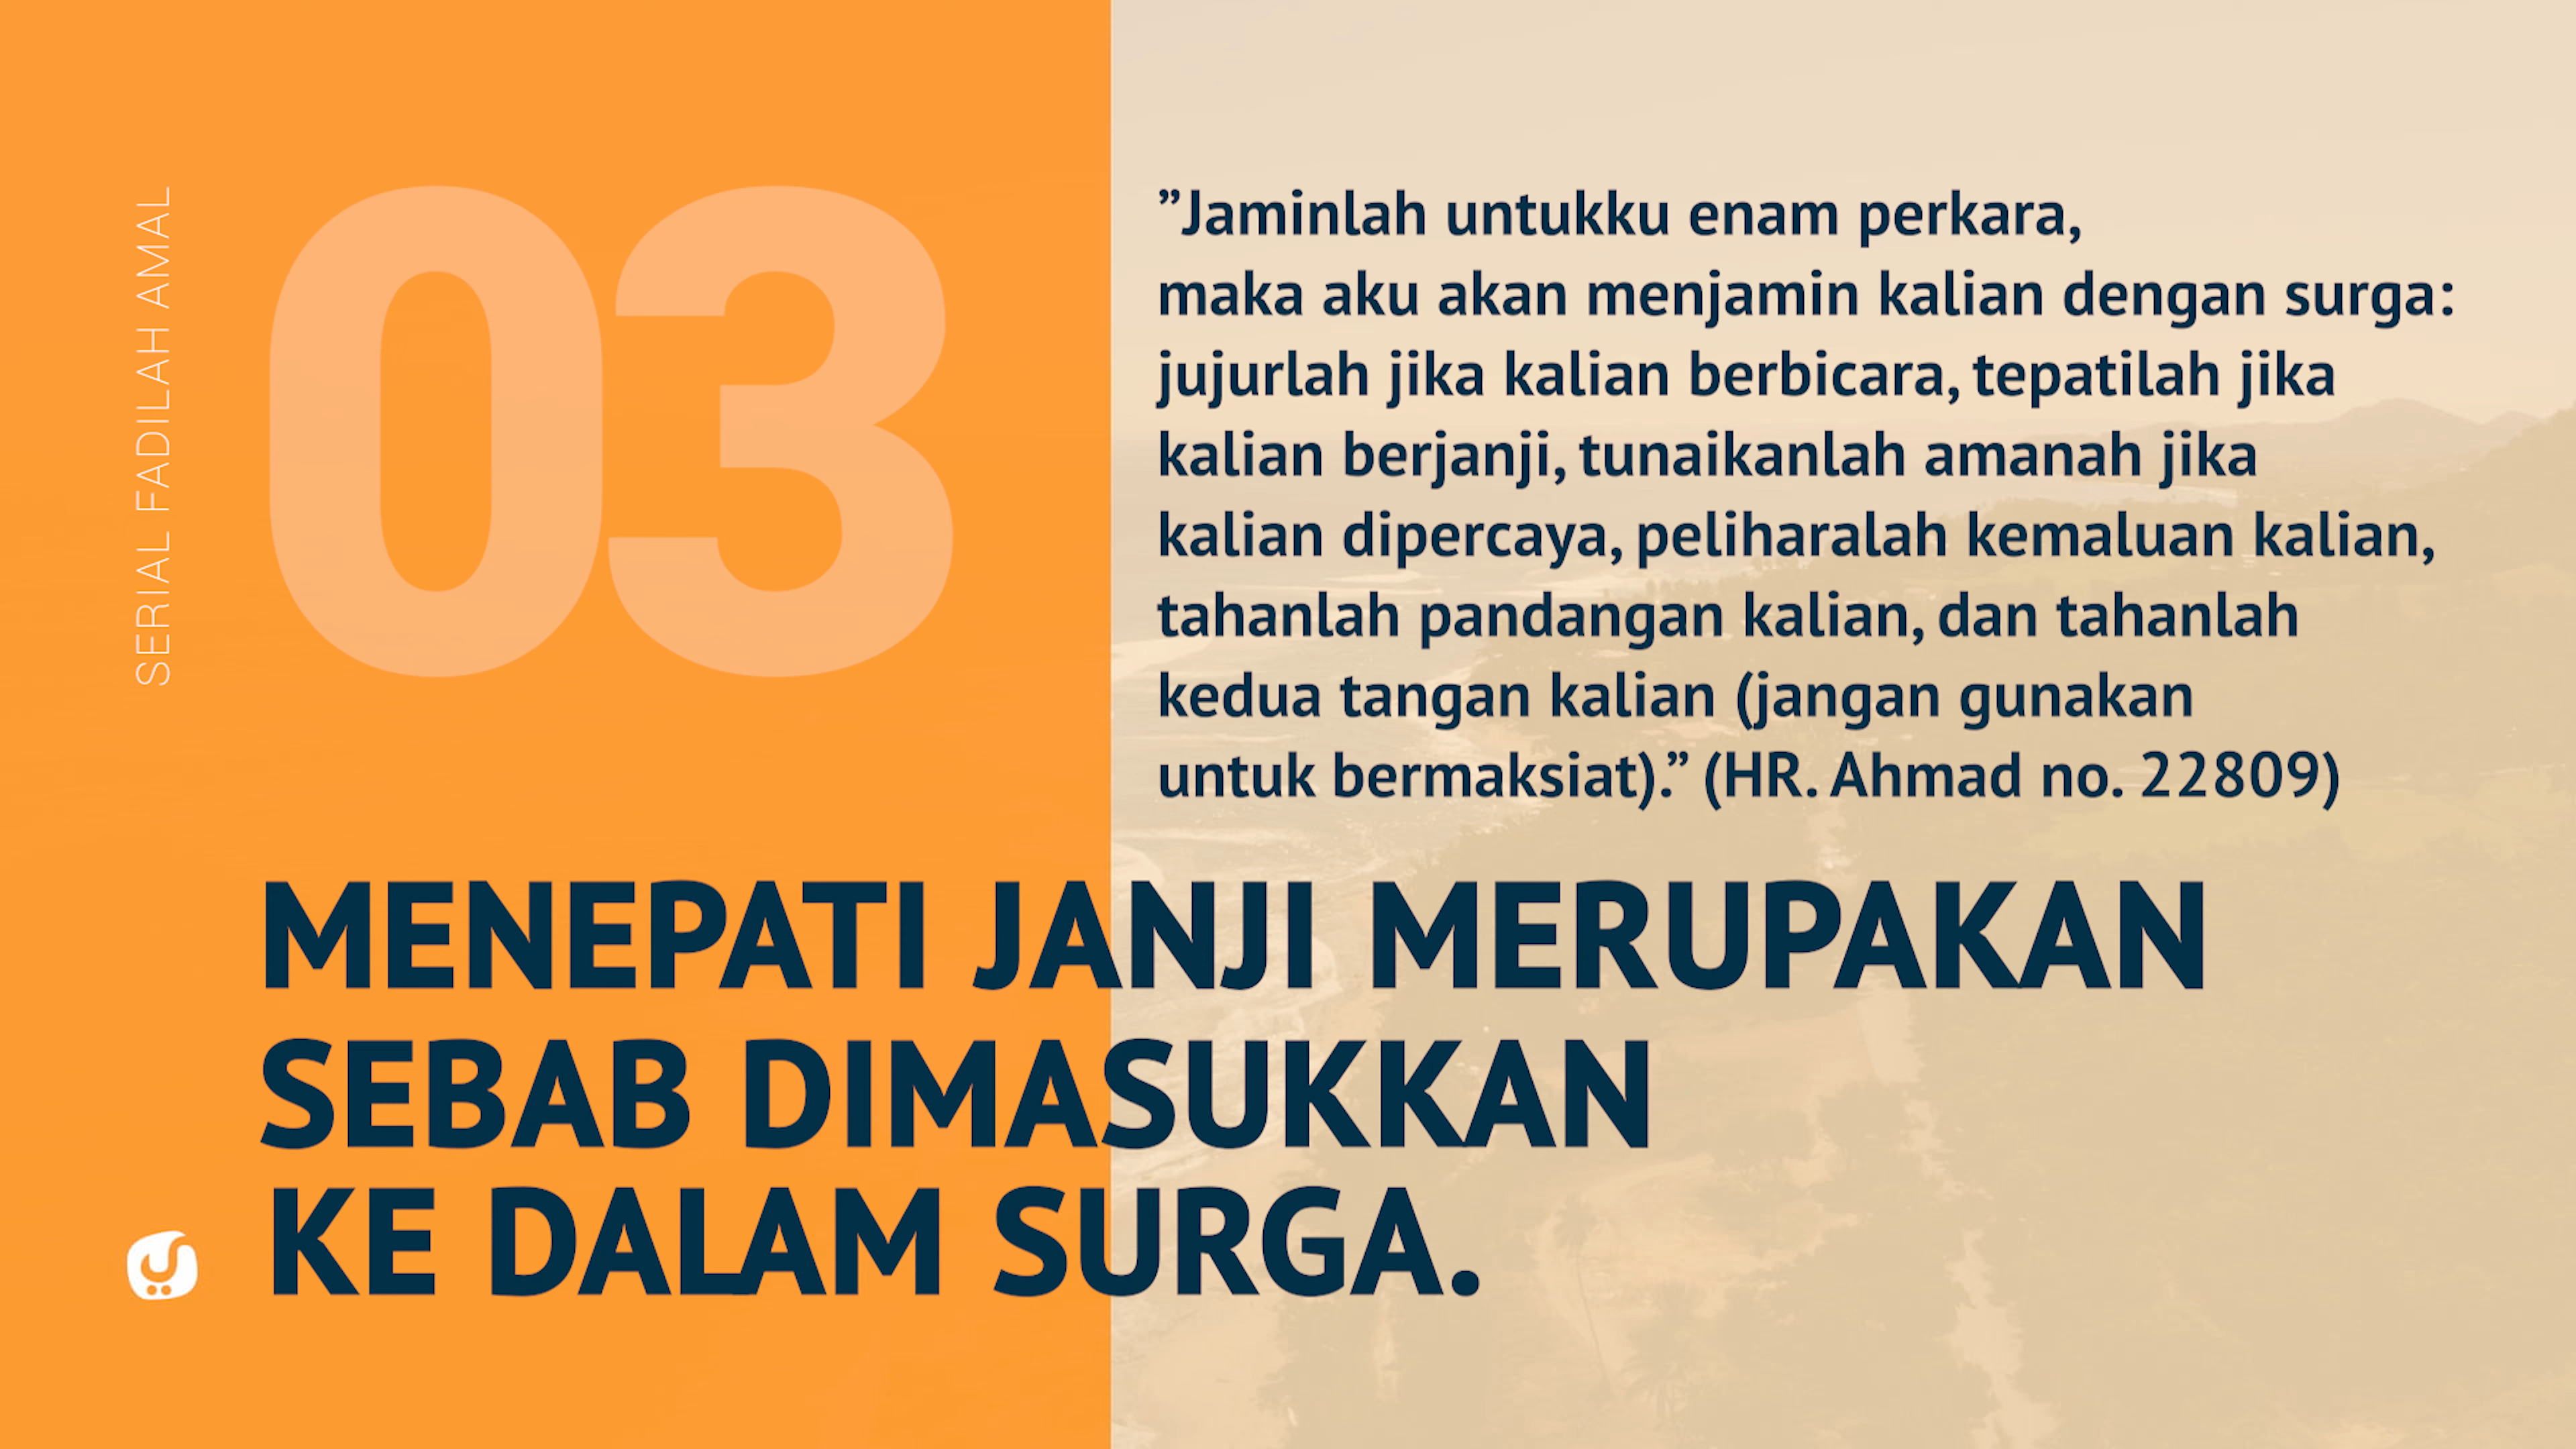 SERIAL FADILAH AMAL
03
”Jaminlah untukku enam perkara,
maka aku akan menjamin kalian dengan surga:
jujurlah jika kalian berbicara, tepatilah jika
kalian berjanji, tunaikanlah amanah jika
kalian dipercaya, peliharalah kemaluan kalian,
tahanlah pandangan kalian, dan tahanlah
kedua tangan kalian (jangan gunakan
untuk bermaksiat).” (HR. Ahmad no. 22809)
MENEPATI JANJI MERUPAKAN
SEBAB DIMASUKKAN
KE DALAM SURGA.